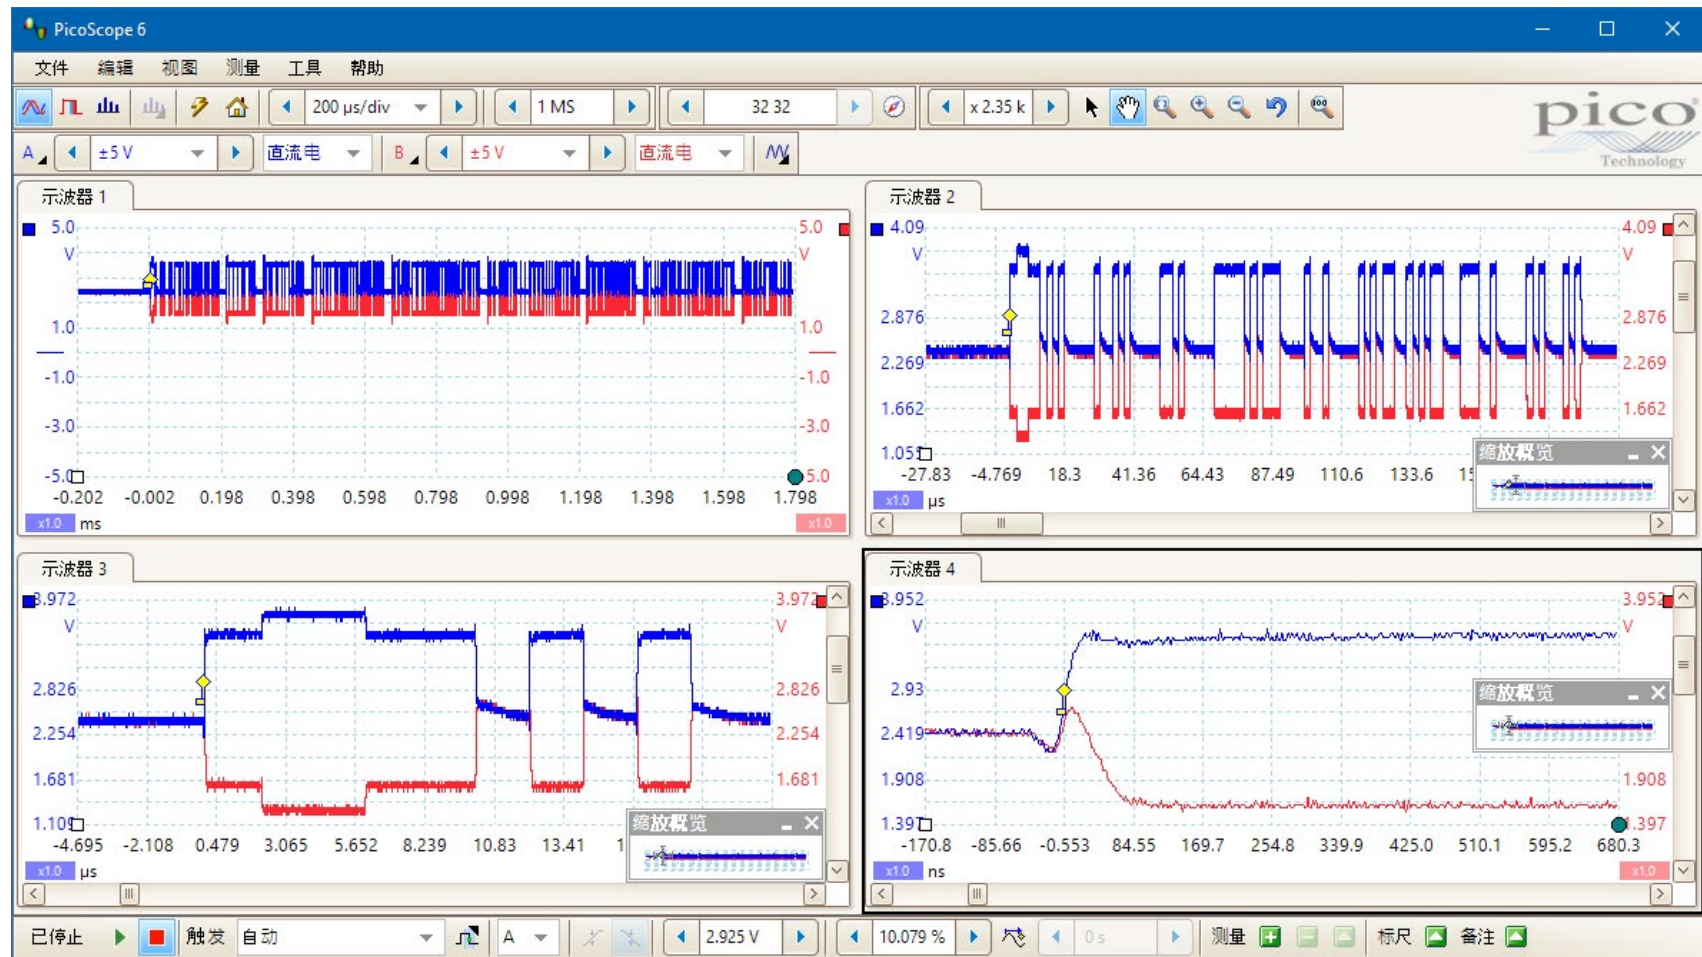 PicoScope 6
文件 编辑 视图 测量 工具 帮助
200 µs/div 1 MS 32 32 x 2.35 k
pico
Technology
A ±5 V 直流电 B ±5 V 直流电
示波器 1
5.0 5.0
V V
1.0 1.0
-1.0 -1.0
-3.0 -3.0
-5.0 5.0
-0.202 -0.002 0.198 0.398 0.598 0.798 0.998 1.198 1.398 1.598 1.798
x1.0 ms x1.0
示波器 2
4.09 4.09
V V
2.876 2.876
2.269 2.269
1.662 1.662
1.055
缩放概览
-27.83 -4.769 18.3 41.36 64.43 87.49 110.6 133.6
x1.0 µs
示波器 3
3.972 3.972
V V
2.826 2.826
2.254 2.254
1.681 1.681
1.109
缩放概览
-4.695 -2.108 0.479 3.065 5.652 8.239 10.83 13.41
x1.0 µs
示波器 4
3.952 3.952
V V
2.93
缩放概览
2.419
1.908 1.908
1.397 1.397
-170.8 -85.66 -0.553 84.55 169.7 254.8 339.9 425.0 510.1 595.2 680.3
x1.0 ns x1.0
已停止 触发 自动 A 2.925 V 10.079 % 0 s 测量 标尺 备注